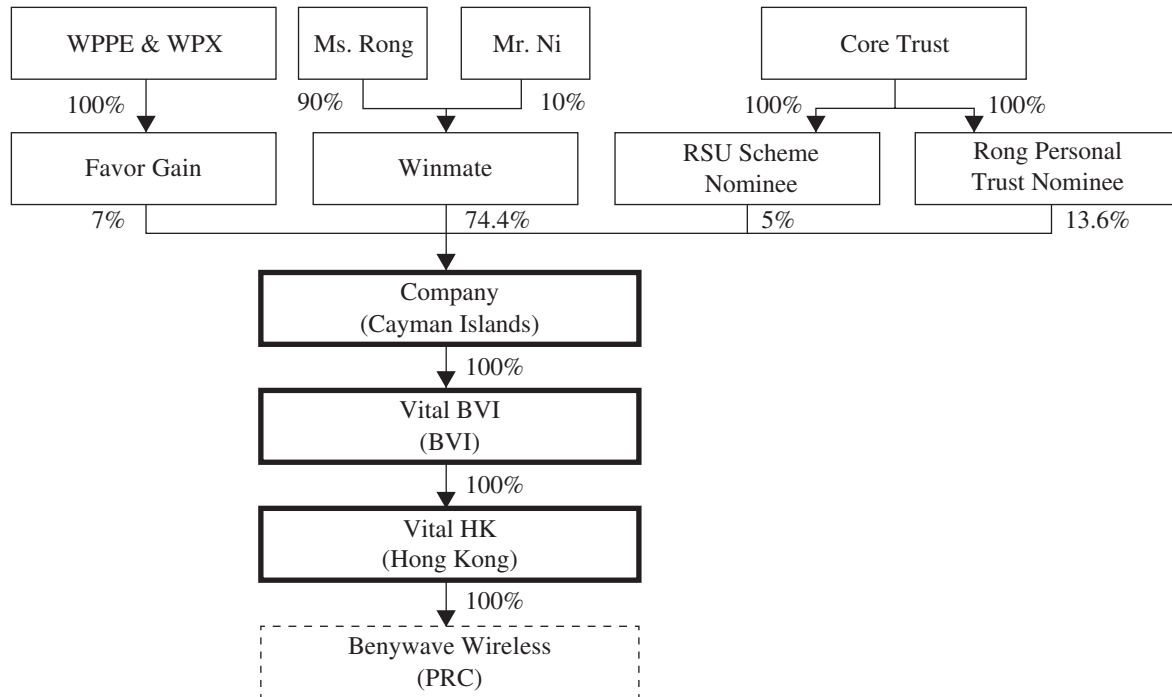 WPPE & WPX
Ms. Rong
Mr. Ni
Core Trust
100%
90%
10%
100%
100%
Favor Gain
Winmate
RSU Scheme
Nominee
Rong Personal
Trust Nominee
7%
74.4%
5%
13.6%
Company
(Cayman Islands)
100%
Vital BVI
(BVI)
100%
Vital HK
(Hong Kong)
100%
Benywave Wireless
(PRC)